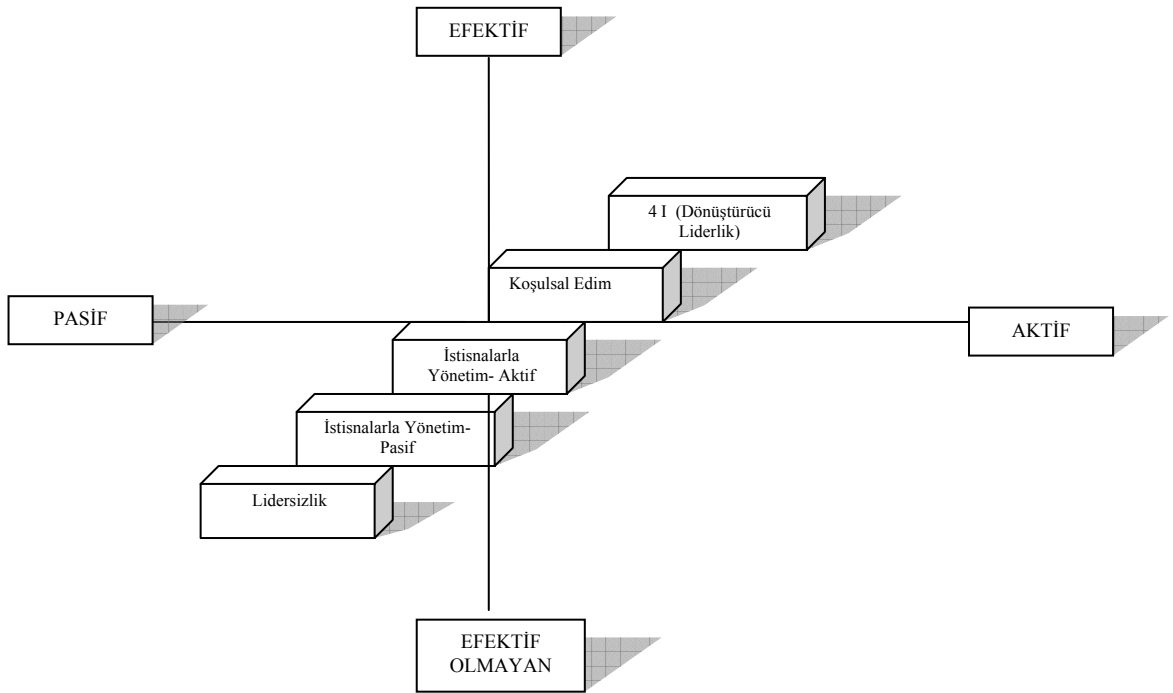 EFEKTİF
4 I (Dönüştürücü
Liderlik)
Koşulsal Edim
PASİF
AKTİF
İstisnalarla
Yönetim- Aktif
İstisnalarla Yönetim-
Pasif
Lidersizlik
EFEKTİF
OLMAYAN